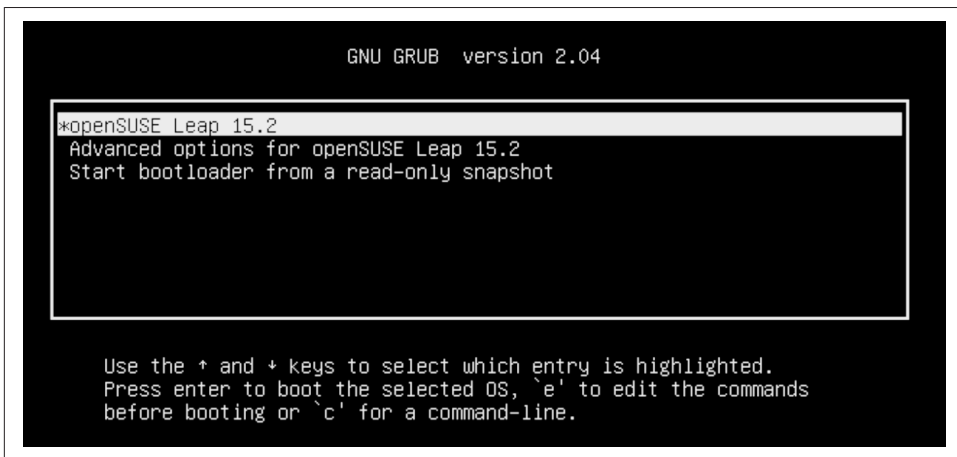 GNU GRUB version 2.04
*openSUSE Leap 15.2
Advanced options for openSUSE Leap 15.2
Start bootloader from a read-only snapshot
Use the ↑ and ↓ keys to select which entry is highlighted.
Press enter to boot the selected OS, `e' to edit the commands
before booting or `c' for a command-line.